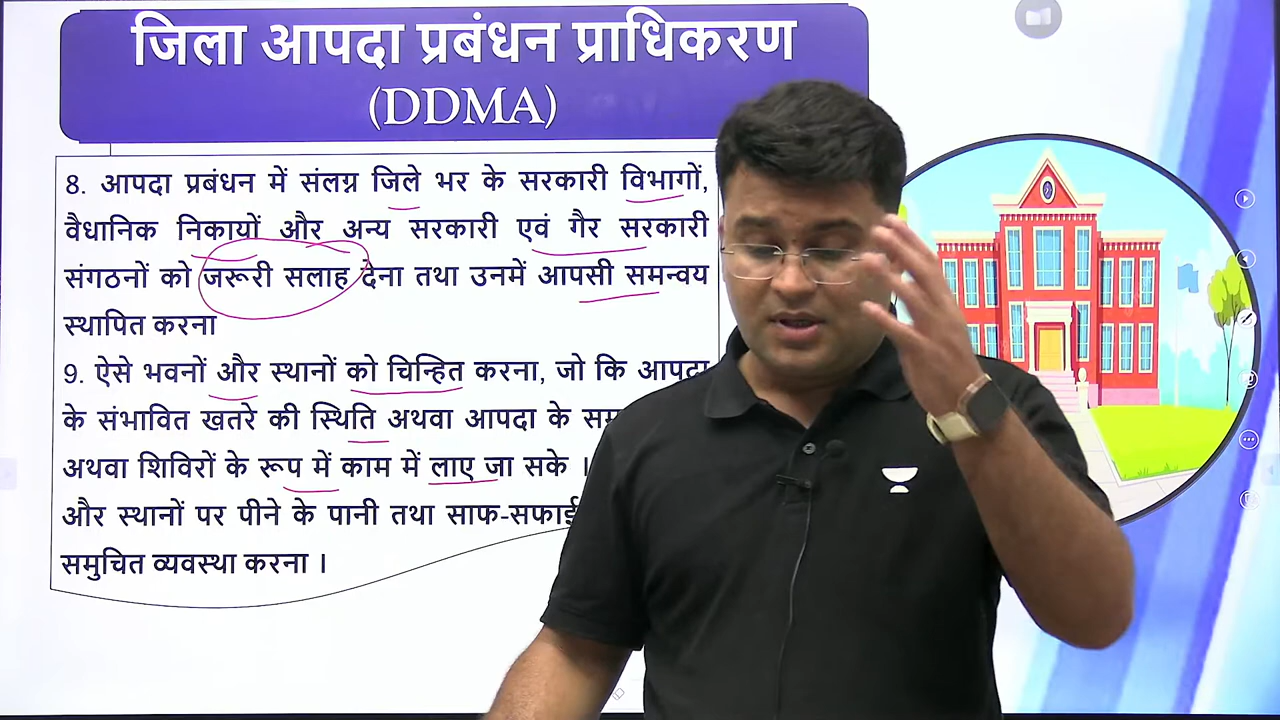 जिला आपदा प्रबंधन प्राधिकरण
(DDMA)
8. आपदा प्रबंधन में संलग्न जिले भर के सरकारी विभागों,
वैधानिक निकायों और अन्य सरकारी एवं गैर सरकारी
संगठनों को जरूरी सलाह देना तथा उनमें आपसी समन्वय
स्थापित करना
9. ऐसे भवनों और स्थानों को चिन्हित करना, जो कि आपदा
के संभावित खतरे की स्थिति अथवा आपदा के
अथवा शिविरों के रूप में काम में लाए जा सके ।
और स्थानों पर पीने के पानी तथा साफ-सफाई
समुचित व्यवस्था करना ।